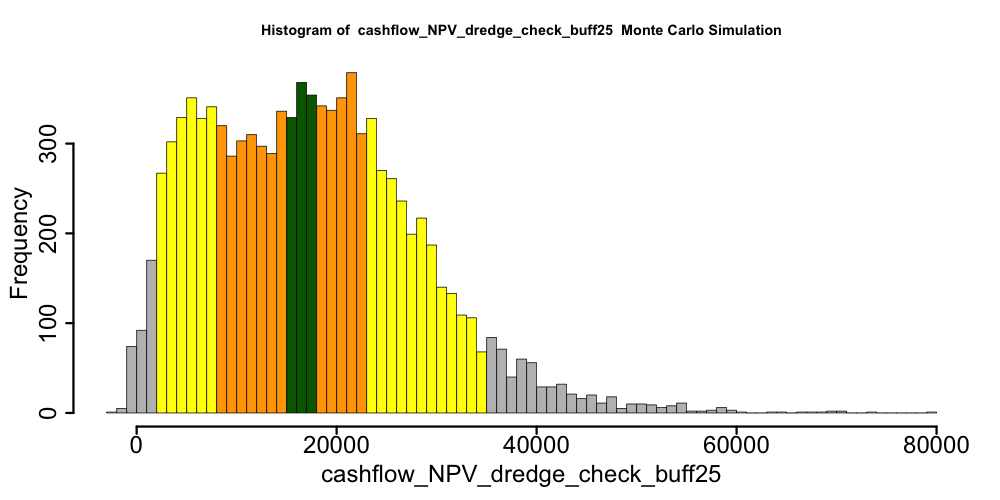 Histogram of  cashflow_NPV_dredge_check_buff25  Monte Carlo Simulation
Frequency
300
200
100
0
0 20000 40000 60000 80000
cashflow_NPV_dredge_check_buff25